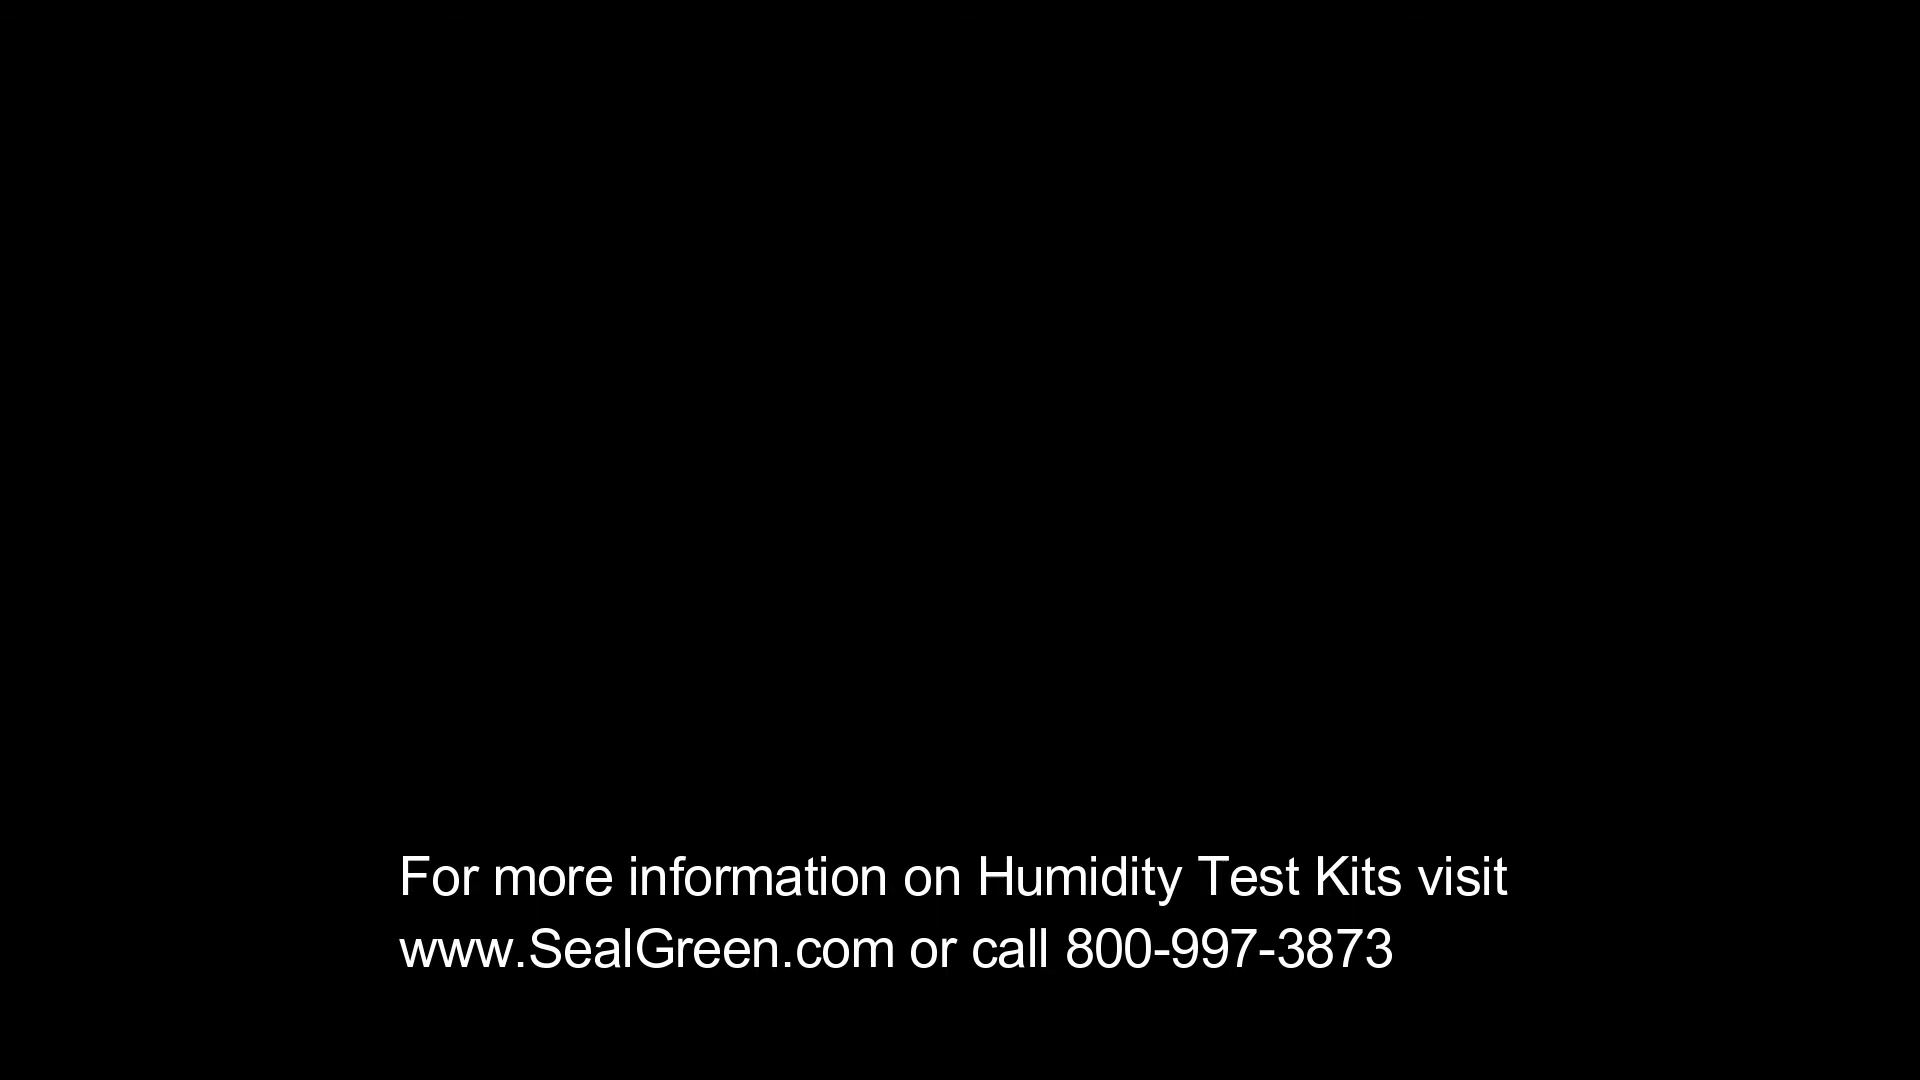 For more information on Humidity Test Kits visit
www.SealGreen.com or call 800-997-3873